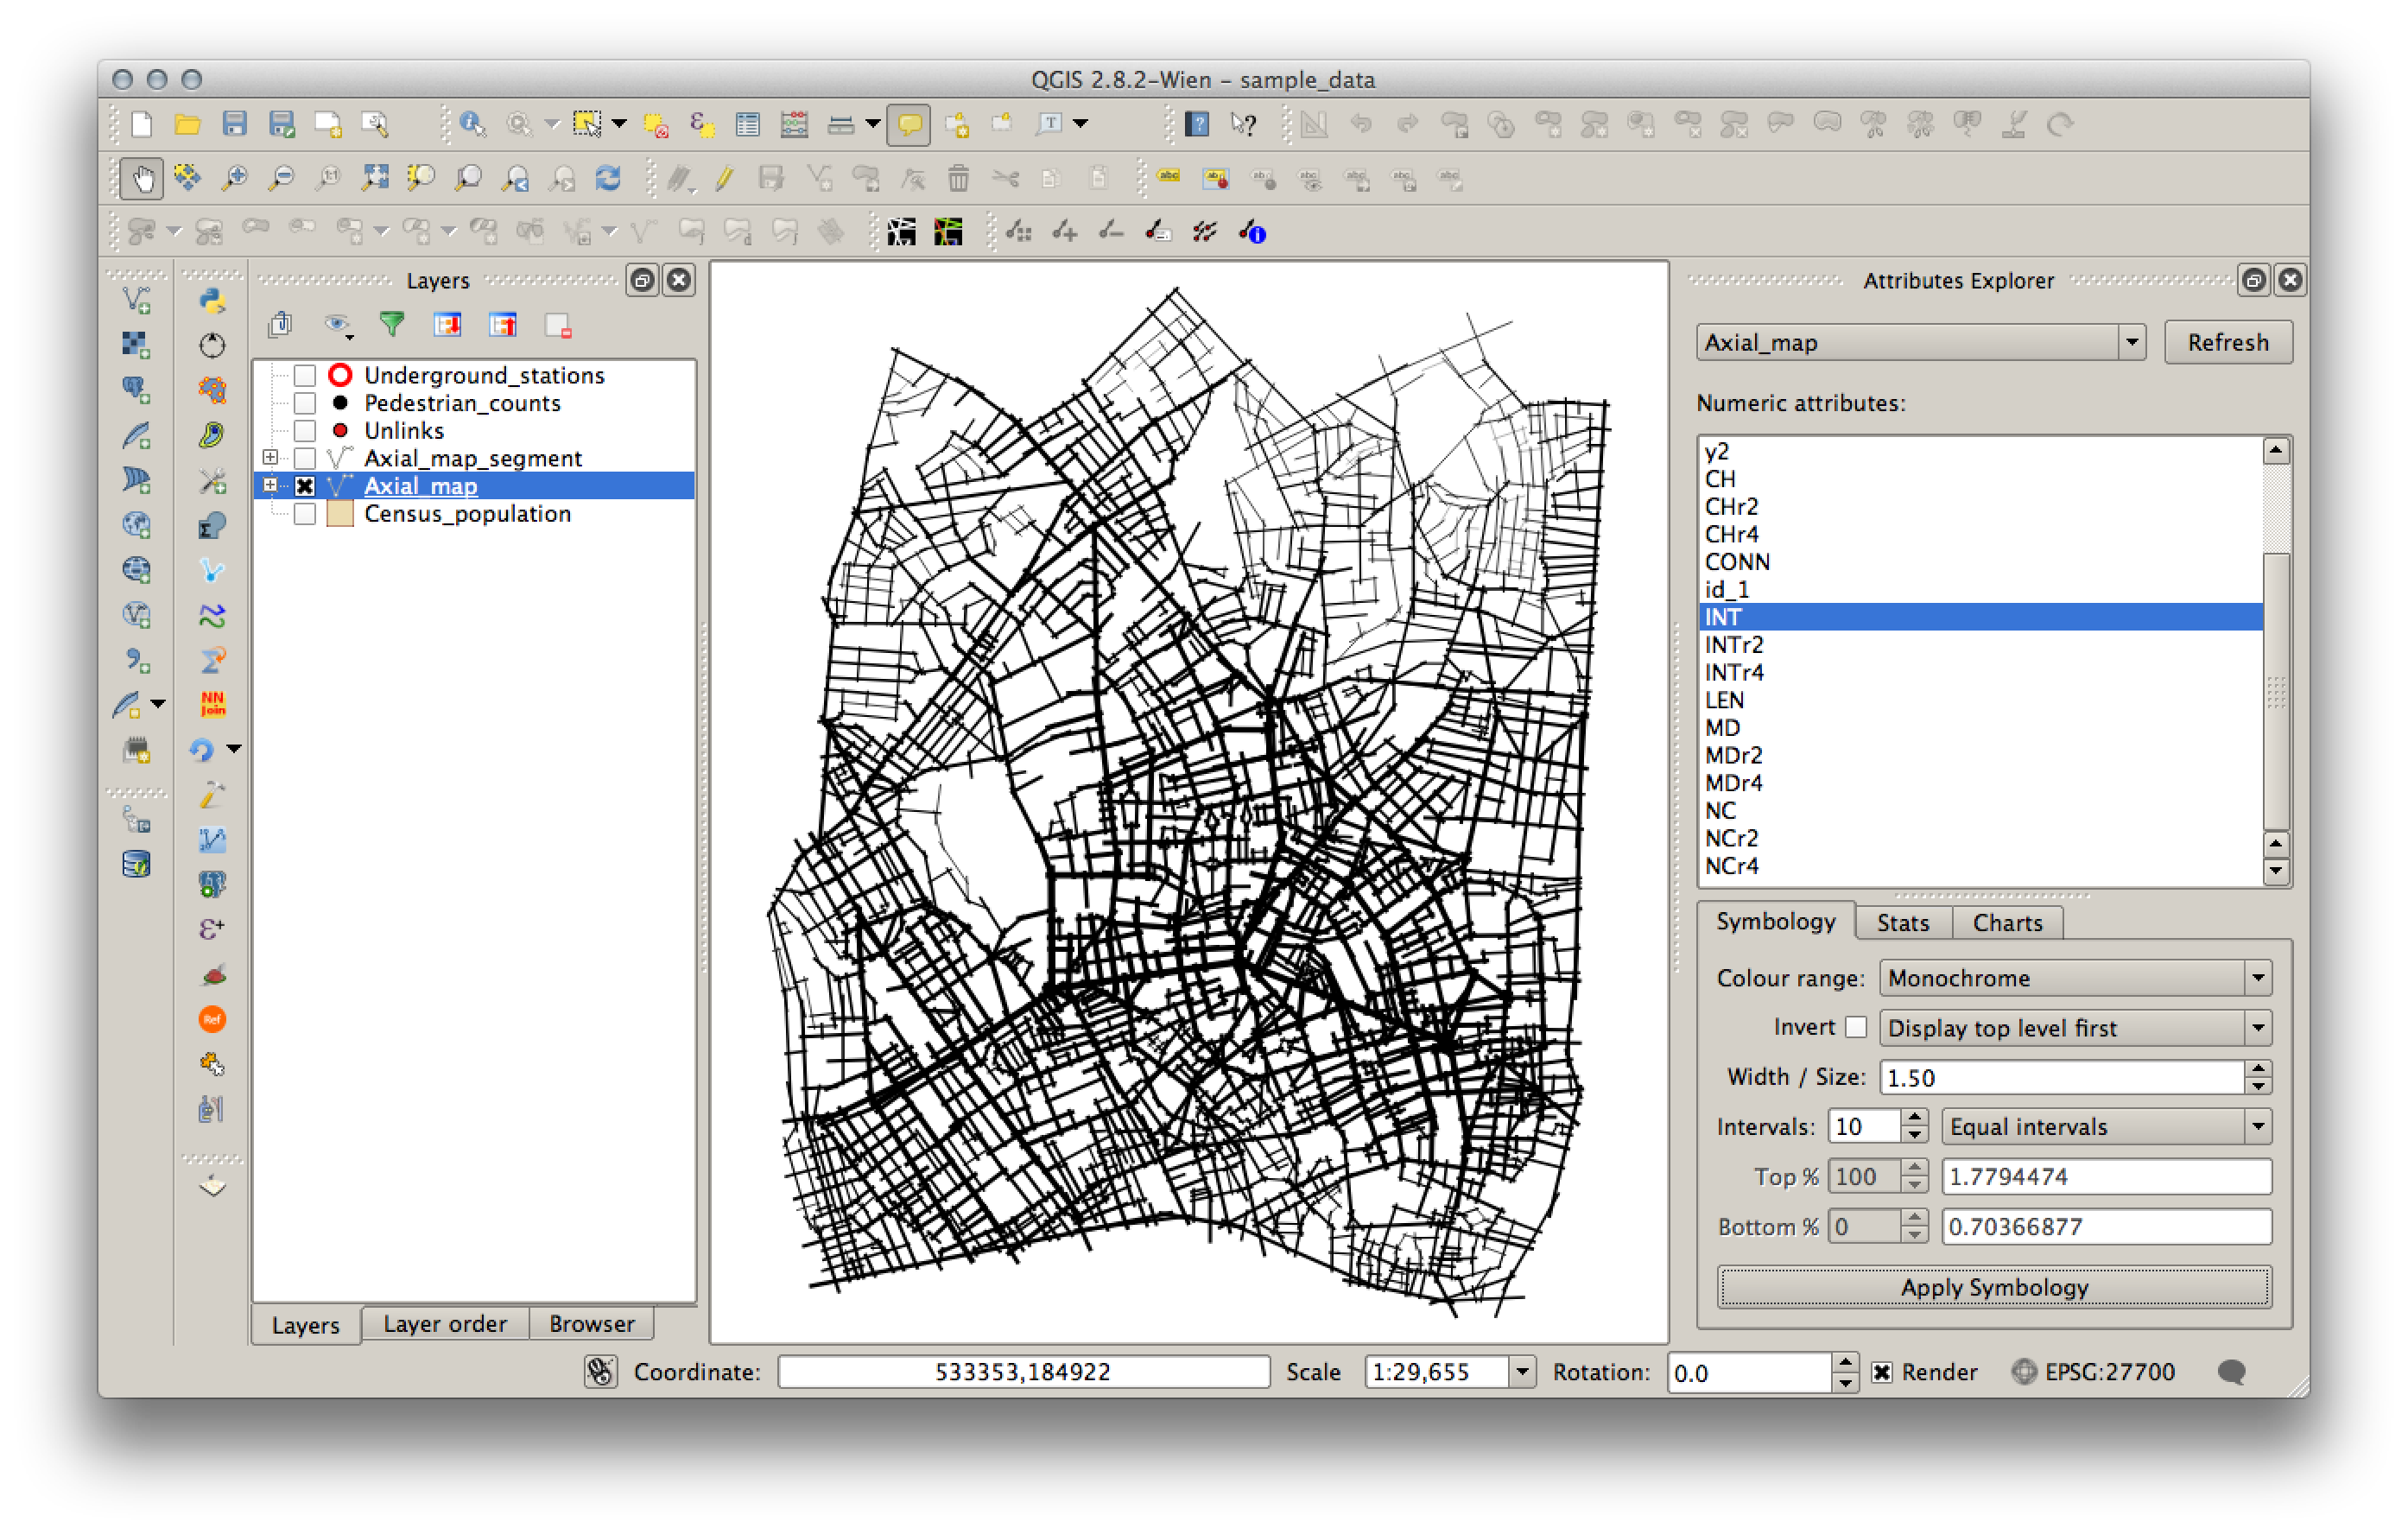 QGIS 2.8.2-Wien - sample_data
Layers
Underground_stations
Pedestrian_counts
Unlinks
Axial_map_segment
Axial_map
Census_population
Layers Layer order Browser
NN
Join
Ref
Attributes Explorer
Axial_map Refresh
Numeric attributes:
y2
CH
CHr2
CHr4
CONN
id_1
INT
INTr2
INTr4
LEN
MD
MDr2
MDr4
NC
NCr2
NCr4
Symbology Stats Charts
Colour range: Monochrome
Invert Display top level first
Width / Size: 1.50
Intervals: 10 Equal intervals
Top % 100 1.7794474
Bottom % 0 0.70366877
Apply Symbology
Coordinate: 533353,184922 Scale 1:29,655 Rotation: 0.0 Render EPSG:27700